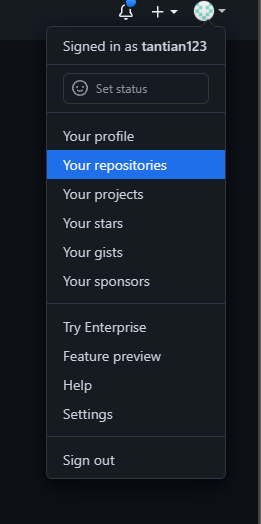 Signed in as tantian123
Set status
Your profile
Your repositories
Your projects
Your stars
Your gists
Your sponsors
Try Enterprise
Feature preview
Help
Settings
Sign out